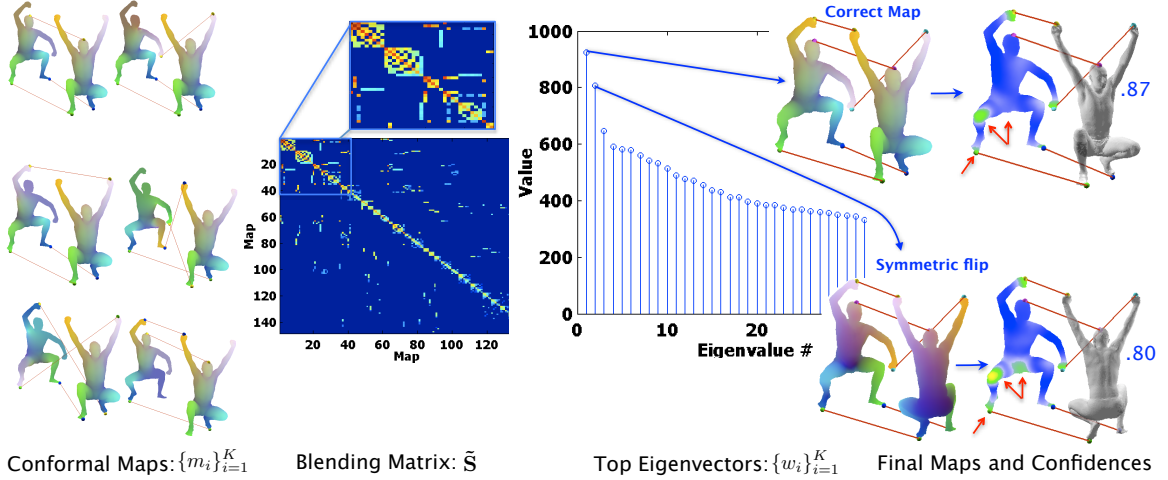 1000
800
600
400
200
0
Value
0
10
20
Eigenvalue #
Correct Map
.87
Symmetric flip
.80
20
40
60
80
100
120
140
Map
20
40
60
80
100
120
Map
Conformal Maps: $\{m_i\}_{i=1}^K$
Blending Matrix: $\tilde{\mathbf{S}}$
Top Eigenvectors: $\{w_i\}_{i=1}^K$
Final Maps and Confidences